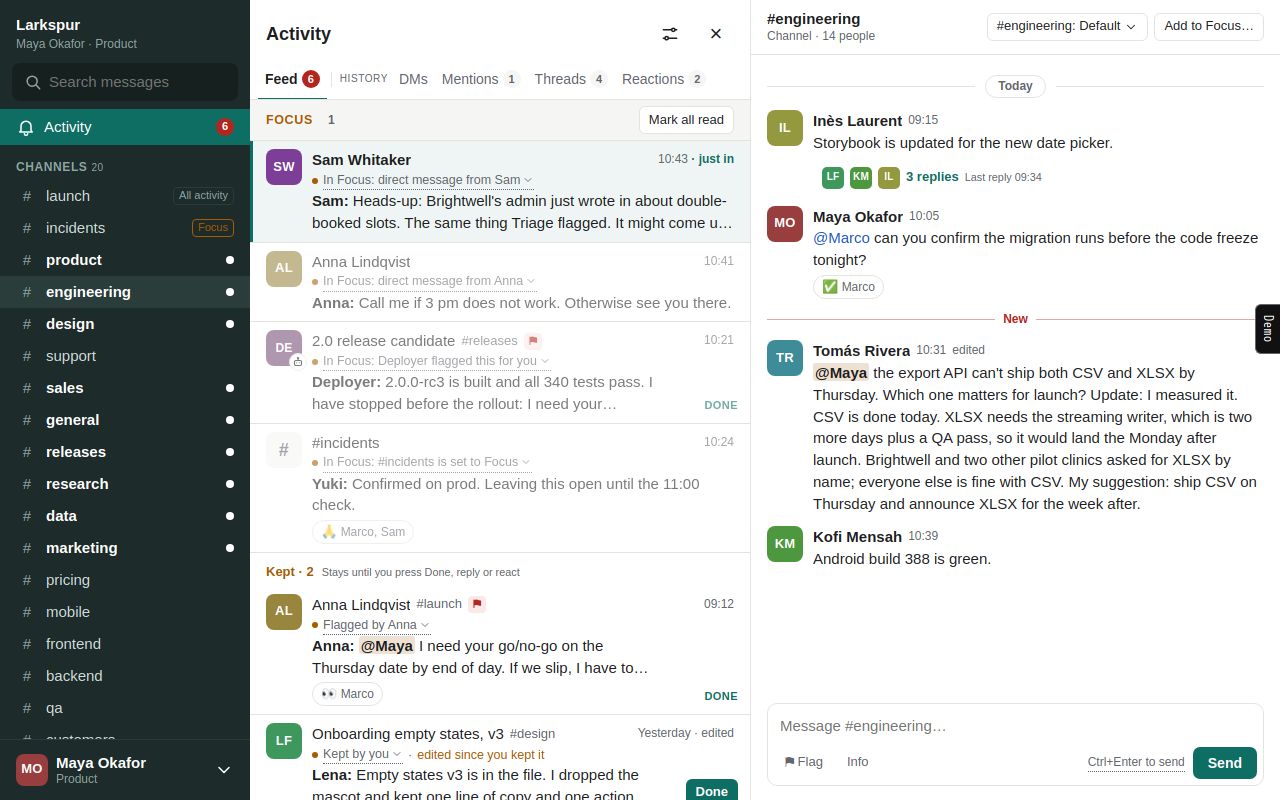 Larkspur
Maya Okafor · Product
Search messages
Activity
6
CHANNELS 20
# launch
All activity
# incidents
Focus
# product
# engineering
# design
# support
# sales
# general
# releases
# research
# data
# marketing
# pricing
# mobile
# frontend
# backend
# qa
MO
Maya Okafor
Product
Activity
Feed 6
HISTORY
DMs
Mentions 1
Threads 4
Reactions 2
FOCUS 1
Mark all read
SW
Sam Whitaker
10:43 · just in
In Focus: direct message from Sam
Sam: Heads-up: Brightwell's admin just wrote in about double-
booked slots. The same thing Triage flagged. It might come u…
AL
Anna Lindqvist
10:41
In Focus: direct message from Anna
Anna: Call me if 3 pm does not work. Otherwise see you there.
DE
2.0 release candidate #releases
10:21
In Focus: Deployer flagged this for you
Deployer: 2.0.0-rc3 is built and all 340 tests pass. I
have stopped before the rollout: I need your…
DONE
#
#incidents
10:24
In Focus: #incidents is set to Focus
Yuki: Confirmed on prod. Leaving this open until the 11:00
check.
🙏 Marco, Sam
Kept · 2 Stays until you press Done, reply or react
AL
Anna Lindqvist #launch
09:12
Flagged by Anna
Anna: @Maya I need your go/no-go on the
Thursday date by end of day. If we slip, I have to…
👀 Marco
DONE
LF
Onboarding empty states, v3 #design
Yesterday · edited
Kept by you · edited since you kept it
Lena: Empty states v3 is in the file. I dropped the
mascot and kept one line of copy and one action
Done
#engineering
Channel · 14 people
#engineering: Default
Add to Focus…
Today
IL
Inès Laurent 09:15
Storybook is updated for the new date picker.
LF KM IL 3 replies Last reply 09:34
MO
Maya Okafor 10:05
@Marco can you confirm the migration runs before the code freeze
tonight?
✅ Marco
New
TR
Tomás Rivera 10:31 edited
@Maya the export API can't ship both CSV and XLSX by
Thursday. Which one matters for launch? Update: I measured it.
CSV is done today. XLSX needs the streaming writer, which is two
more days plus a QA pass, so it would land the Monday after
launch. Brightwell and two other pilot clinics asked for XLSX by
name; everyone else is fine with CSV. My suggestion: ship CSV on
Thursday and announce XLSX for the week after.
KM
Kofi Mensah 10:39
Android build 388 is green.
Message #engineering…
Flag
Info
Ctrl+Enter to send
Send
Demo